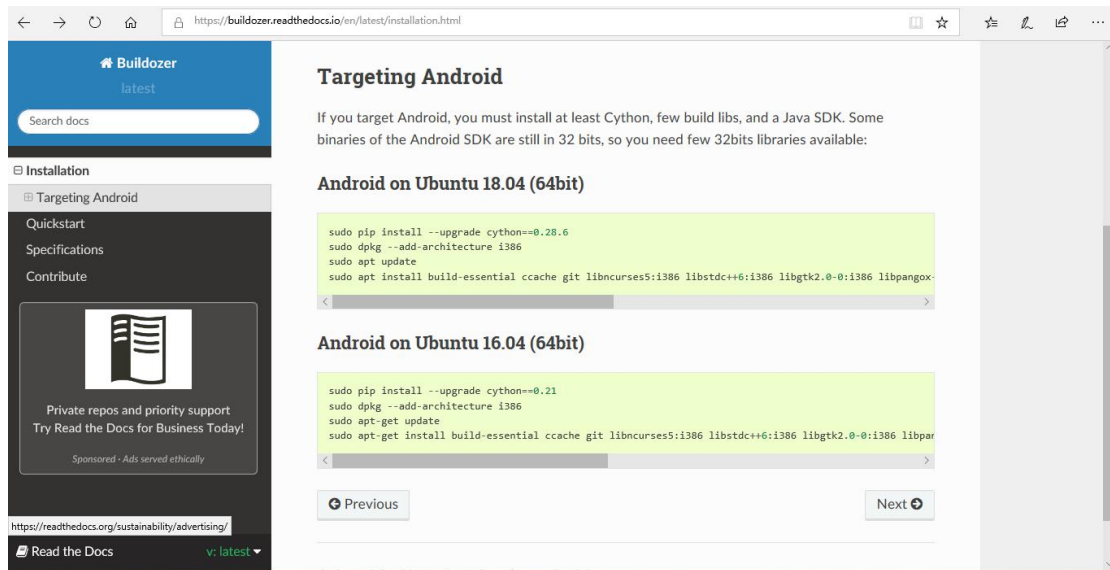 https://buildozer.readthedocs.io/en/latest/installation.html
Buildozer
latest
Search docs
Installation
Targeting Android
Quickstart
Specifications
Contribute
Private repos and priority support
Try Read the Docs for Business Today!
Sponsored · Ads served ethically
https://readthedocs.org/sustainability/advertising/
Read the Docs
v: latest
Targeting Android
If you target Android, you must install at least Cython, few build libs, and a Java SDK. Some
binaries of the Android SDK are still in 32 bits, so you need few 32bits libraries available:
Android on Ubuntu 18.04 (64bit)
sudo pip install --upgrade cython==0.28.6
sudo dpkg --add-architecture i386
sudo apt update
sudo apt install build-essential ccache git libncurses5:i386 libstdc++6:i386 libgtk2.0-0:i386 libpangox-
Android on Ubuntu 16.04 (64bit)
sudo pip install --upgrade cython==0.21
sudo dpkg --add-architecture i386
sudo apt-get update
sudo apt-get install build-essential ccache git libncurses5:i386 libstdc++6:i386 libgtk2.0-0:i386 libpan
Previous
Next